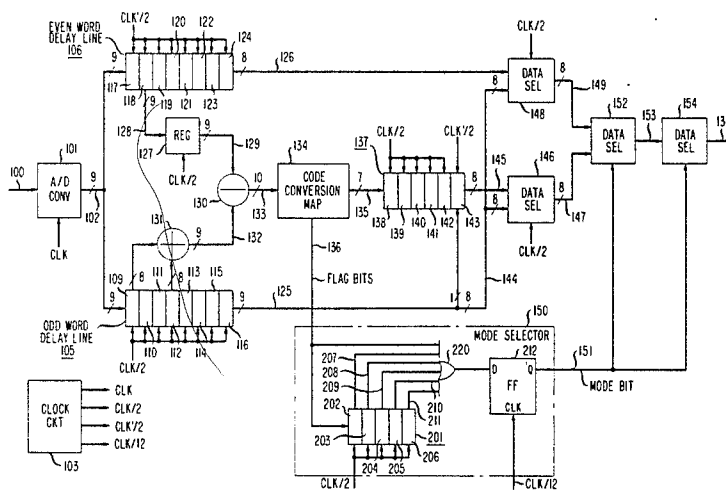 CLK'/2
EVEN WORD
DELAY LINE
106
120
122
124
9
8
126
117
118
9
119
121
123
CLK/2
8
DATA
SEL
148
8
149
8
152
DATA
SEL
153
154
DATA
SEL
128
REG
127
9
129
CLK/2
100
101
A/D
CONV
9
102
CLK
130
10
133
134
CODE
CONVERSION
MAP
7
135
137
CLK/2
CLK'/2
138
139
140
141
142
143
8
145
8
146
DATA
SEL
8
147
CLK/2
131
9
132
136
FLAG BITS
144
109
8
111
8
113
115
9
9
125
1
8
ODD WORD
DELAY LINE
105
110
112
114
116
CLK/2
150
MODE SELECTOR
207
208
209
220
210
211
212
D
Q
FF
CLK
151
MODE BIT
202
203
204
205
206
201
CLK/2
CLK/12
CLOCK
CKT
103
CLK
CLK/2
CLK'/2
CLK/12